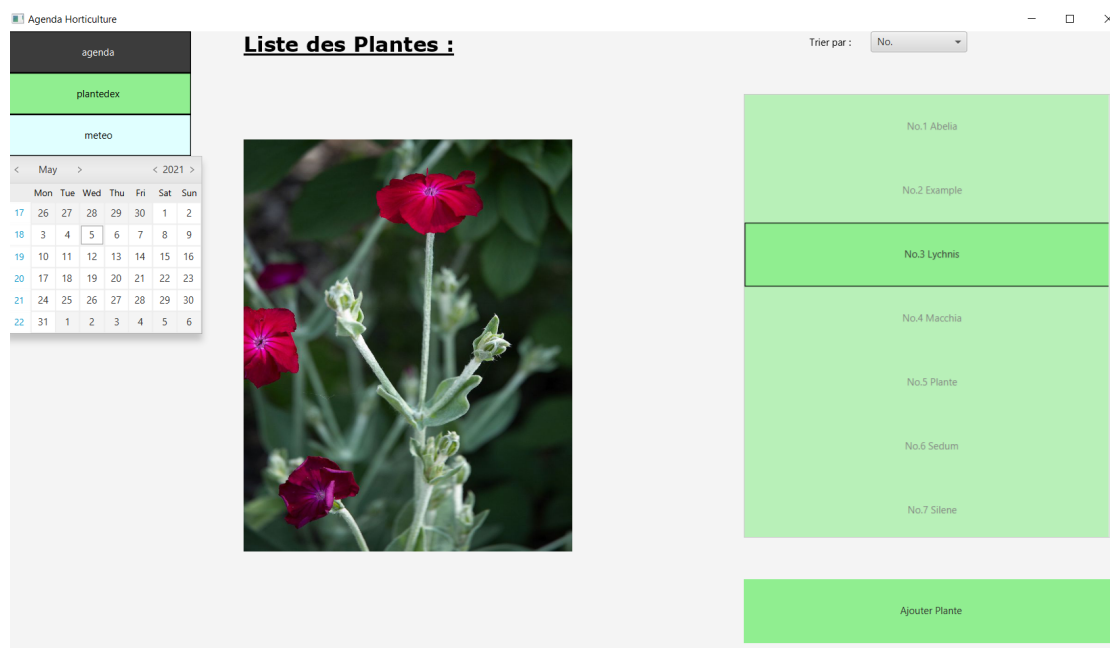 Agenda Horticulture
agenda
plantedex
meteo
< May > < 2021 >
Mon Tue Wed Thu Fri Sat Sun
17 26 27 28 29 30 1 2
18 3 4 5 6 7 8 9
19 10 11 12 13 14 15 16
20 17 18 19 20 21 22 23
21 24 25 26 27 28 29 30
22 31 1 2 3 4 5 6
Liste des Plantes :
Trier par : No.
No.1 Abelia
No.2 Example
No.3 Lychnis
No.4 Macchia
No.5 Plante
No.6 Sedum
No.7 Silene
Ajouter Plante